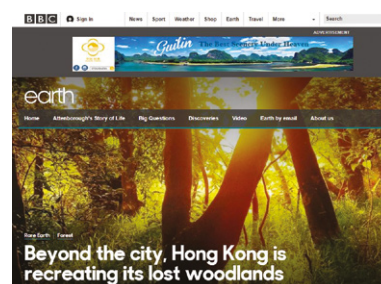 BBC Sign in News Sport Weather Shop Earth Travel More Search
ADVERTISEMENT
Guilin The Best Scenery Under Heaven
earth
Home Attenborough's Story of Life Big Questions Discoveries Video Earth by email About us
Rare Earth Forest
Beyond the city, Hong Kong is
recreating its lost woodlands